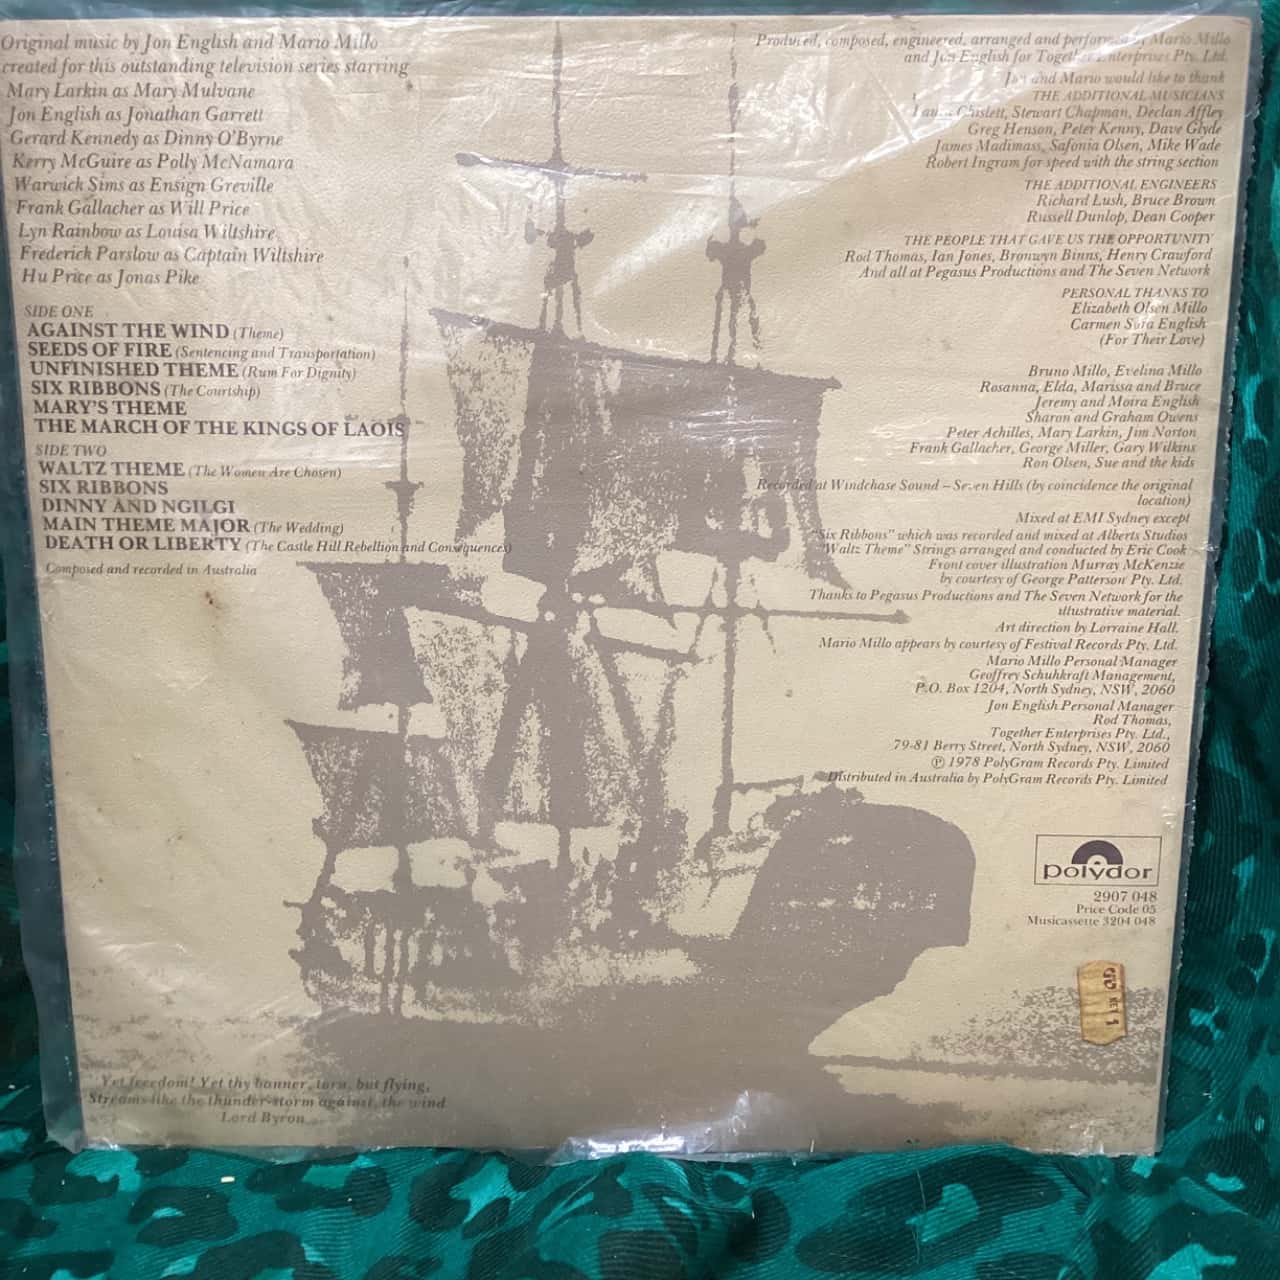 Original music by Jon English and Mario Millo
created for this outstanding television series starring
Mary Larkin as Mary Mulvane
Jon English as Jonathan Garrett
Gerard Kennedy as Dinny O'Byrne
Kerry McGuire as Polly McNamara
Warwick Sims as Ensign Greville
Frank Gallacher as Will Price
Lyn Rainbow as Louisa Wiltshire
Frederick Parslow as Captain Wiltshire
Hu Price as Jonas Pike
SIDE ONE
AGAINST THE WIND (Theme)
SEEDS OF FIRE (Sentencing and Transportation)
UNFINISHED THEME (Rum For Dignity)
SIX RIBBONS (The Courtship)
MARY'S THEME
THE MARCH OF THE KINGS OF LAOIS
SIDE TWO
WALTZ THEME (The Women Are Chosen)
SIX RIBBONS
DINNY AND NGILGI
MAIN THEME MAJOR (The Wedding)
DEATH OR LIBERTY (The Castle Hill Rebellion and Consequences)
Composed and recorded in Australia
Yet freedom! Yet thy banner, torn, but flying,
Streams like the thunder-storm against the wind
Lord Byron
Produced, composed, engineered, arranged and performed by Mario Millo
and Jon English for Together Enterprises Pty. Ltd.
Jon and Mario would like to thank
THE ADDITIONAL MUSICIANS
Chislett, Stewart Chapman, Declan Affley
Greg Henson, Peter Kenny, Dave Glyde
James Madimass, Safonia Olsen, Mike Wade
Robert Ingram for speed with the string section
THE ADDITIONAL ENGINEERS
Richard Lush, Bruce Brown
Russell Dunlop, Dean Cooper
THE PEOPLE THAT GAVE US THE OPPORTUNITY
Rod Thomas, Ian Jones, Bronwyn Binns, Henry Crawford
And all at Pegasus Productions and The Seven Network
PERSONAL THANKS TO
Elizabeth Olsen Millo
Carmen Sora English
(For Their Love)
Bruno Millo, Evelina Millo
Rosanna, Elda, Marissa and Bruce
Jeremy and Moira English
Sharon and Graham Owens
Peter Achilles, Mary Larkin, Jim Norton
Frank Gallacher, George Miller, Gary Wilkins
Ron Olsen, Sue and the kids
Recorded at Windchase Sound – Seven Hills (by coincidence the original
location)
Mixed at EMI Sydney except
"Six Ribbons" which was recorded and mixed at Alberts Studios
"Waltz Theme" Strings arranged and conducted by Eric Cook
Front cover illustration Murray McKenzie
by courtesy of George Patterson Pty. Ltd.
Thanks to Pegasus Productions and The Seven Network for the
illustrative material.
Art direction by Lorraine Hall.
Mario Millo appears by courtesy of Festival Records Pty. Ltd.
Mario Millo Personal Manager
Geoffrey Schuhkraft Management,
P.O. Box 1204, North Sydney, NSW, 2060
Jon English Personal Manager
Rod Thomas,
Together Enterprises Pty. Ltd.,
79-81 Berry Street, North Sydney, NSW, 2060
℗ 1978 PolyGram Records Pty. Limited
Distributed in Australia by PolyGram Records Pty. Limited
polydor
2907 048
Price Code 05
Musicassette 3204 048